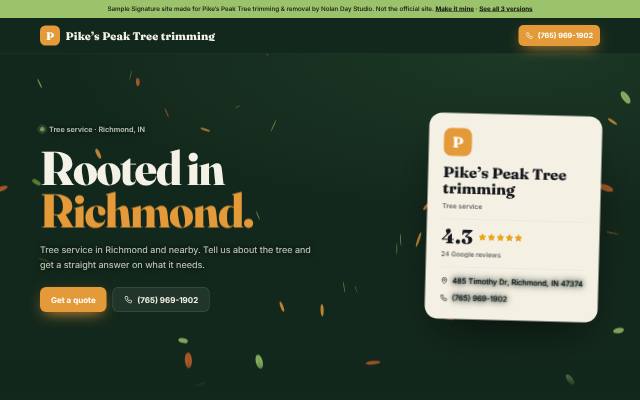 Sample Signature site made for Pike's Peak Tree trimming & removal by Nolan Day Studio. Not the official site. Make it mine · See all 3 versions
P Pike’s Peak Tree trimming
(765) 969-1902
Tree service · Richmond, IN
Rooted in
Richmond.
Tree service in Richmond and nearby. Tell us about the tree and
get a straight answer on what it needs.
Get a quote
(765) 969-1902
P
Pike’s Peak Tree
trimming
Tree service
4.3 ★★★★★
24 Google reviews
485 Timothy Dr, Richmond, IN 47374
(765) 969-1902